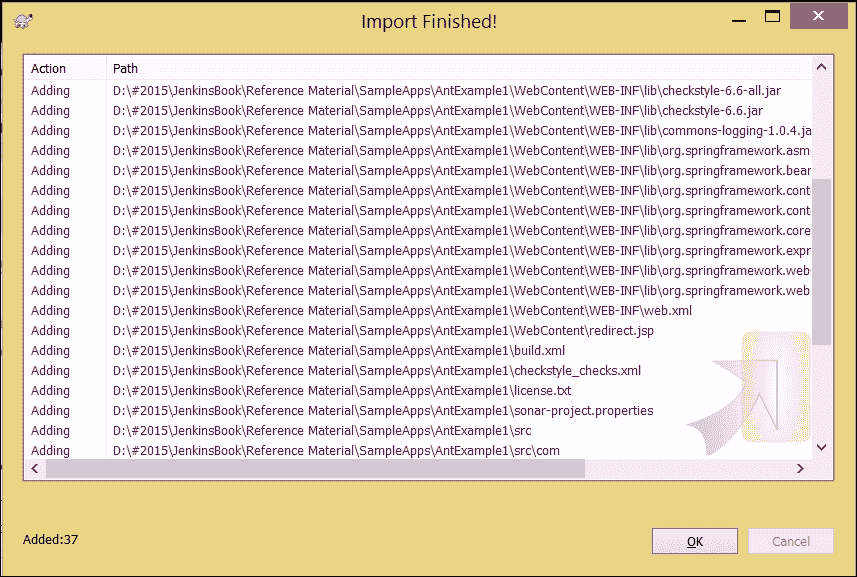 Import Finished!
Action Path
Adding D:\#2015\JenkinsBook\Reference Material\SampleApps\AntExample1\WebContent\WEB-INF\lib\checkstyle-6.6-all.jar
Adding D:\#2015\JenkinsBook\Reference Material\SampleApps\AntExample1\WebContent\WEB-INF\lib\checkstyle-6.6.jar
Adding D:\#2015\JenkinsBook\Reference Material\SampleApps\AntExample1\WebContent\WEB-INF\lib\commons-logging-1.0.4.ja
Adding D:\#2015\JenkinsBook\Reference Material\SampleApps\AntExample1\WebContent\WEB-INF\lib\org.springframework.asm
Adding D:\#2015\JenkinsBook\Reference Material\SampleApps\AntExample1\WebContent\WEB-INF\lib\org.springframework.bear
Adding D:\#2015\JenkinsBook\Reference Material\SampleApps\AntExample1\WebContent\WEB-INF\lib\org.springframework.cont
Adding D:\#2015\JenkinsBook\Reference Material\SampleApps\AntExample1\WebContent\WEB-INF\lib\org.springframework.cont
Adding D:\#2015\JenkinsBook\Reference Material\SampleApps\AntExample1\WebContent\WEB-INF\lib\org.springframework.core
Adding D:\#2015\JenkinsBook\Reference Material\SampleApps\AntExample1\WebContent\WEB-INF\lib\org.springframework.expr
Adding D:\#2015\JenkinsBook\Reference Material\SampleApps\AntExample1\WebContent\WEB-INF\lib\org.springframework.web
Adding D:\#2015\JenkinsBook\Reference Material\SampleApps\AntExample1\WebContent\WEB-INF\lib\org.springframework.web
Adding D:\#2015\JenkinsBook\Reference Material\SampleApps\AntExample1\WebContent\WEB-INF\web.xml
Adding D:\#2015\JenkinsBook\Reference Material\SampleApps\AntExample1\WebContent\redirect.jsp
Adding D:\#2015\JenkinsBook\Reference Material\SampleApps\AntExample1\build.xml
Adding D:\#2015\JenkinsBook\Reference Material\SampleApps\AntExample1\checkstyle_checks.xml
Adding D:\#2015\JenkinsBook\Reference Material\SampleApps\AntExample1\license.txt
Adding D:\#2015\JenkinsBook\Reference Material\SampleApps\AntExample1\sonar-project.properties
Adding D:\#2015\JenkinsBook\Reference Material\SampleApps\AntExample1\src
Adding D:\#2015\JenkinsBook\Reference Material\SampleApps\AntExample1\src\com
Added:37 OK Cancel